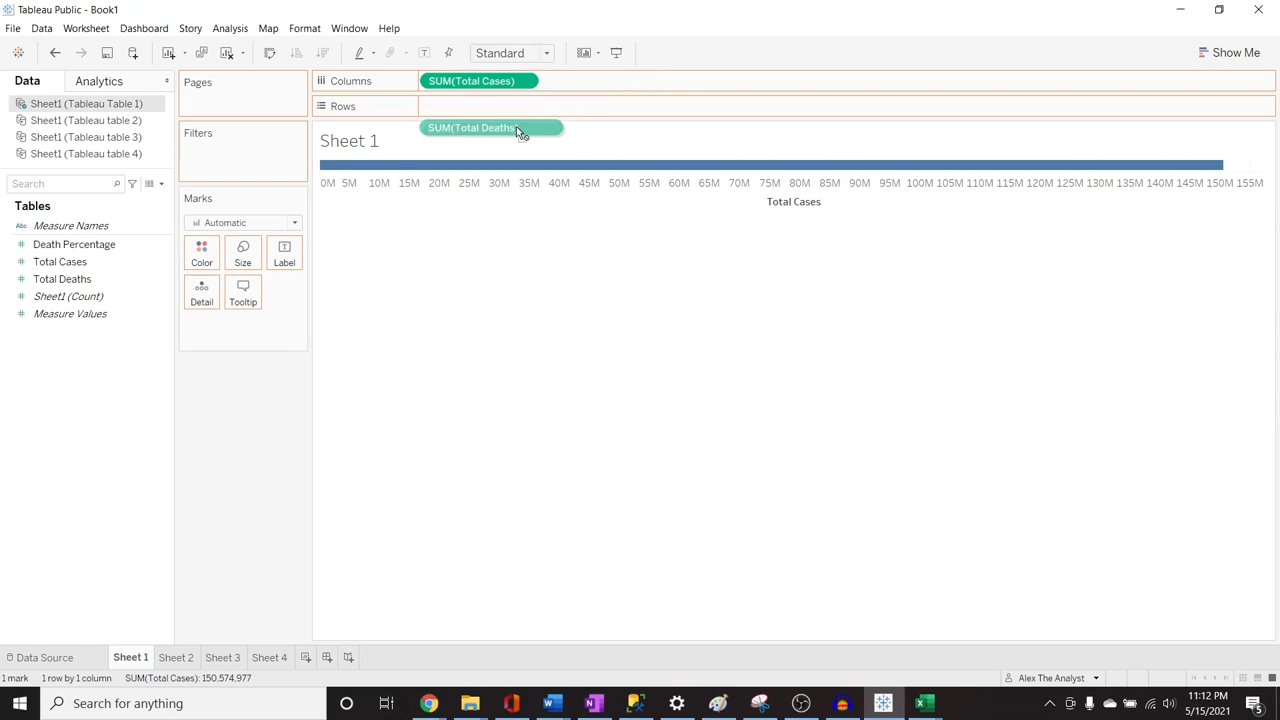 Tableau Public - Book1
File Data Worksheet Dashboard Story Analysis Map Format Window Help
Standard
Show Me
Data Analytics
Sheet1 (Tableau Table 1)
Sheet1 (Tableau table 2)
Sheet1 (Tableau table 3)
Sheet1 (Tableau table 4)
Search
Tables
Abc Measure Names
Death Percentage
Total Cases
Total Deaths
Sheet1 (Count)
Measure Values
Pages
Filters
Marks
Automatic
Color Size Label
Detail Tooltip
Columns SUM(Total Cases)
Rows
SUM(Total Deaths)
Sheet 1
0M 5M 10M 15M 20M 25M 30M 35M 40M 45M 50M 55M 60M 65M 70M 75M 80M 85M 90M 95M 100M 105M 110M 115M 120M 125M 130M 135M 140M 145M 150M 155M
Total Cases
Data Source Sheet 1 Sheet 2 Sheet 3 Sheet 4
1 mark 1 row by 1 column SUM(Total Cases): 150,574,977
Alex The Analyst
Search for anything
11:12 PM
5/15/2021
5